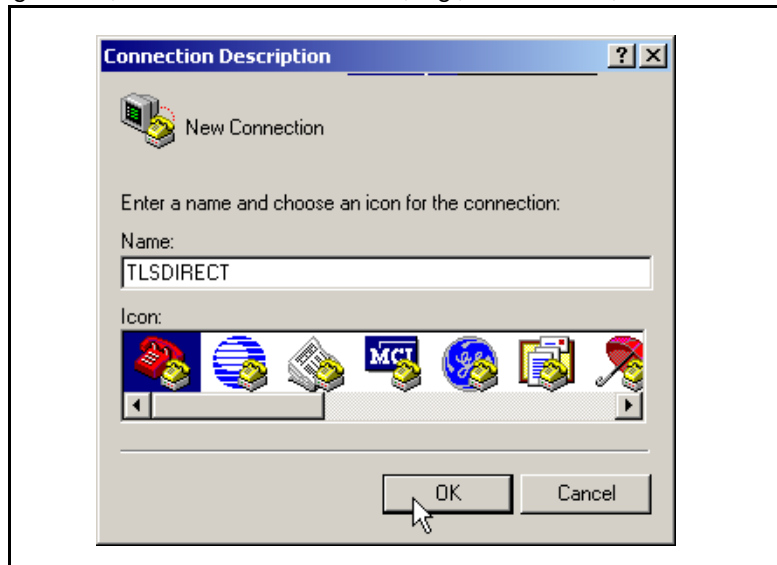 Connection Description
New Connection
Enter a name and choose an icon for the connection:
Name:
TLSDIRECT
Icon:
MCI
OK
Cancel